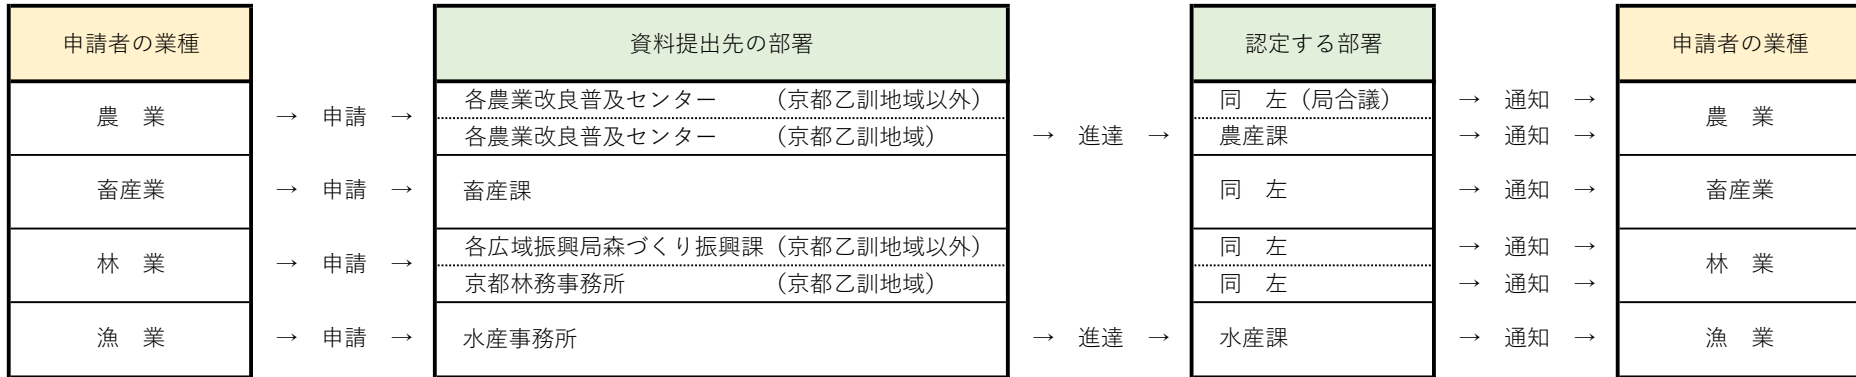 申請者の業種 資料提出先の部署 認定する部署 申請者の業種
農　業 → 申請 → 各農業改良普及センター （京都乙訓地域以外） 同　左（局合議） → 通知 → 農　業
各農業改良普及センター （京都乙訓地域） → 進達 → 農産課 → 通知 →
畜産業 → 申請 → 畜産課 同　左 → 通知 → 畜産業
林　業 → 申請 → 各広域振興局森づくり振興課（京都乙訓地域以外） 同　左 → 通知 → 林　業
京都林務事務所 （京都乙訓地域） 同　左 → 通知 →
漁　業 → 申請 → 水産事務所 → 進達 → 水産課 → 通知 → 漁　業